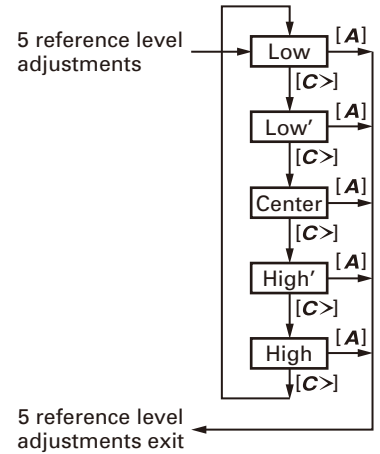 5 reference level
adjustments
Low
[A]
[C>]
Low′
[A]
[C>]
Center
[A]
[C>]
High′
[A]
[C>]
High
[A]
[C>]
5 reference level
adjustments exit